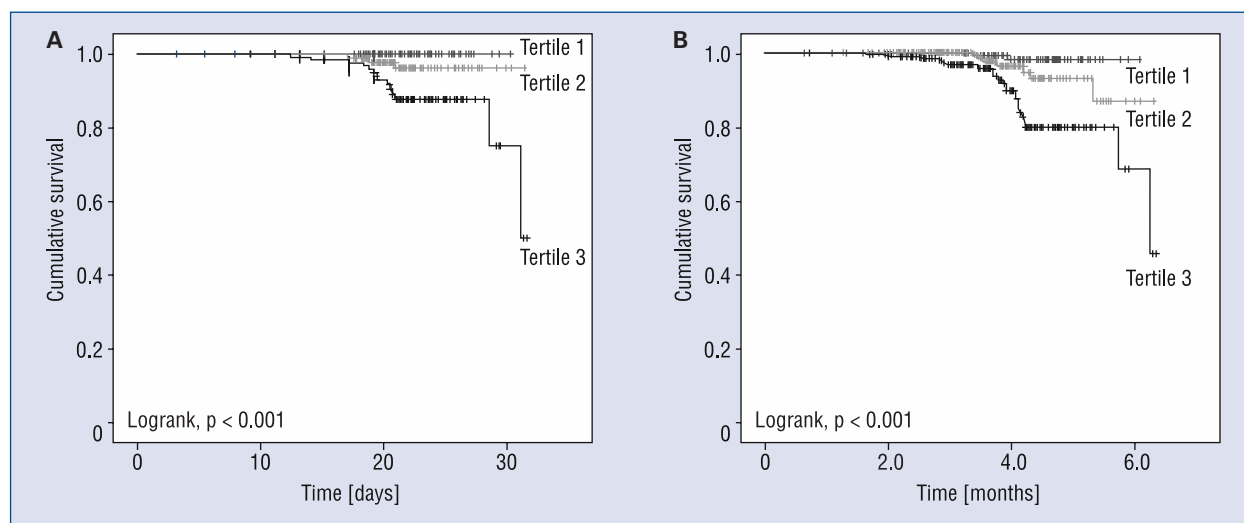 A
Cumulative survival
1.0
0.8
0.6
0.4
0.2
0
Tertile 1
Tertile 2
Tertile 3
Logrank, p < 0.001
0 10 20 30
Time [days]
B
Cumulative survival
1.0
0.8
0.6
0.4
0.2
0
Tertile 1
Tertile 2
Tertile 3
Logrank, p < 0.001
0 2.0 4.0 6.0
Time [months]